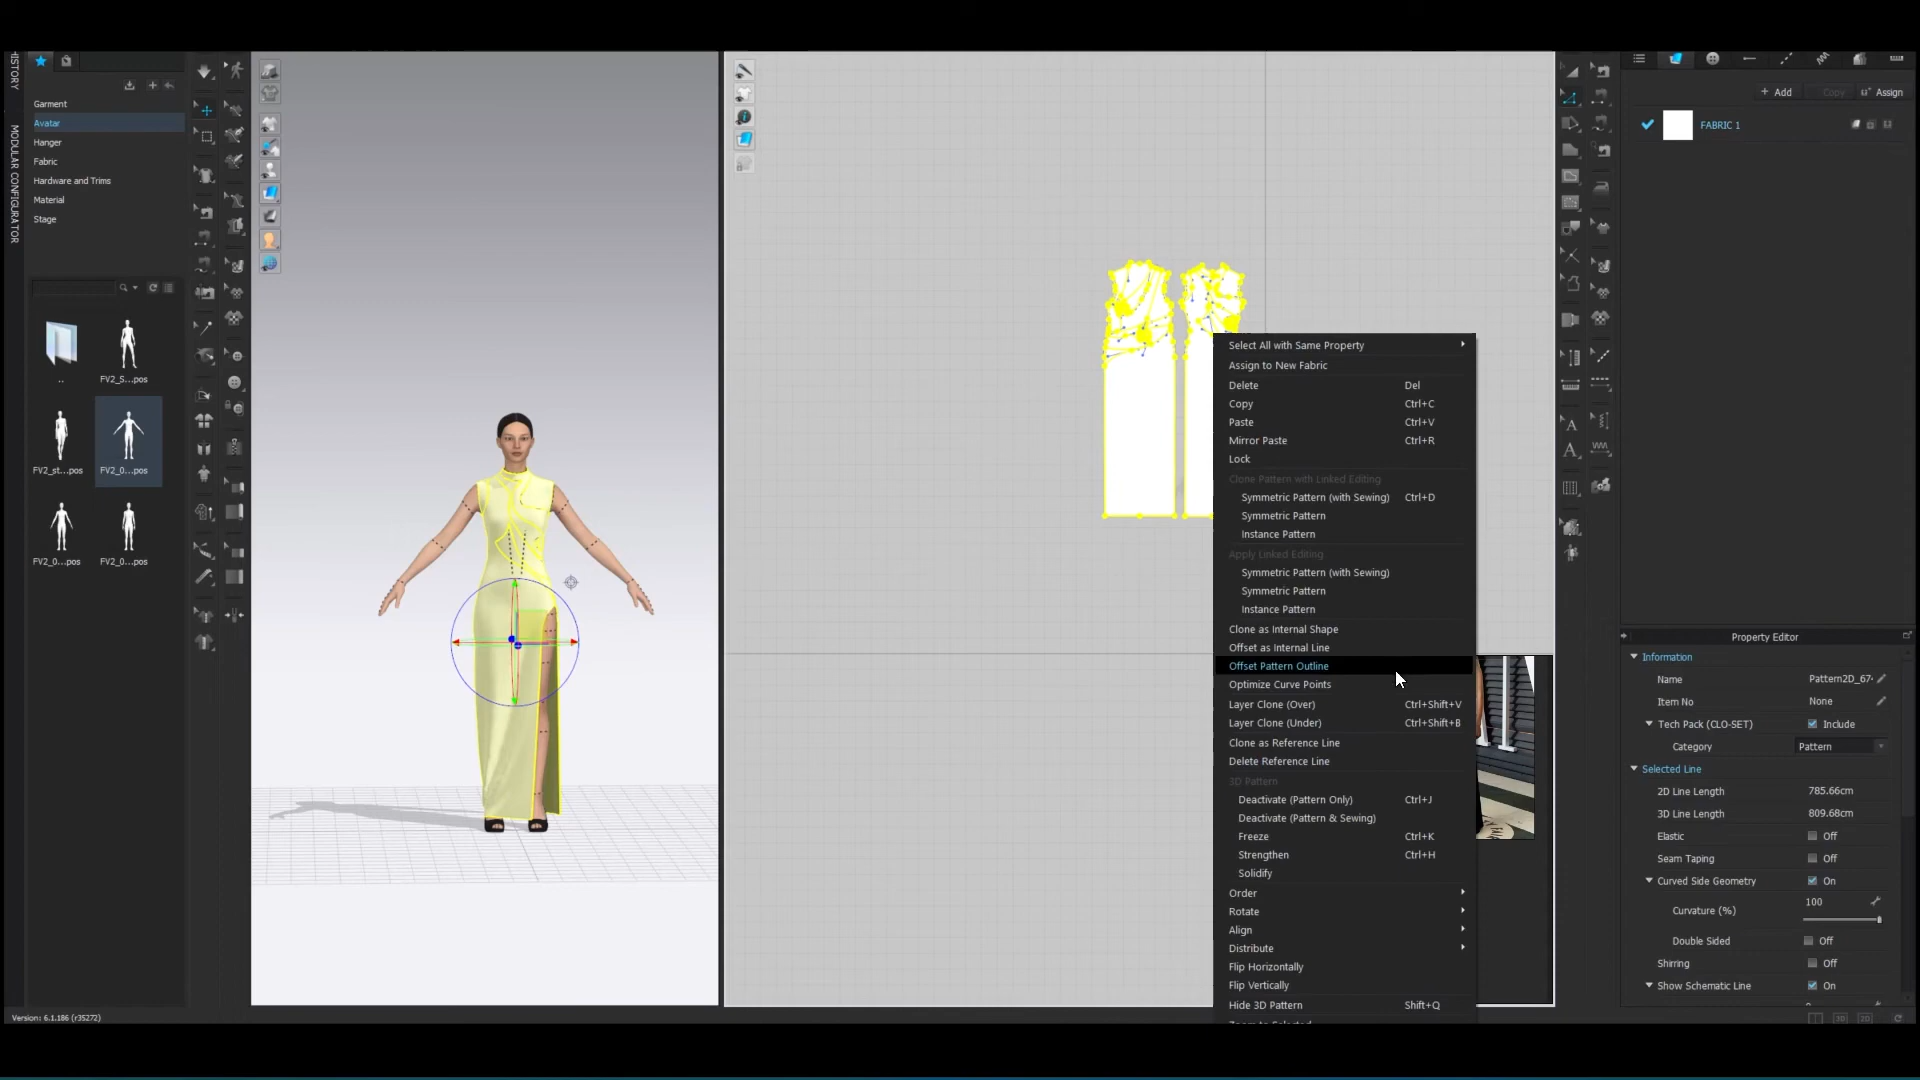 HISTORY
MODULAR CONFIGURATOR
Garment
Avatar
Hanger
Fabric
Hardware and Trims
Material
Stage
..
FV2_S...pos
FV2_st...pos
FV2_0...pos
FV2_0...pos
FV2_0...pos
Version: 6.1.186 (r35272)
Select All with Same Property
Assign to New Fabric
Delete Del
Copy Ctrl+C
Paste Ctrl+V
Mirror Paste Ctrl+R
Lock
Clone Pattern with Linked Editing
Symmetric Pattern (with Sewing) Ctrl+D
Symmetric Pattern
Instance Pattern
Apply Linked Editing
Symmetric Pattern (with Sewing)
Symmetric Pattern
Instance Pattern
Clone as Internal Shape
Offset as Internal Line
Offset Pattern Outline
Optimize Curve Points
Layer Clone (Over) Ctrl+Shift+V
Layer Clone (Under) Ctrl+Shift+B
Clone as Reference Line
Delete Reference Line
3D Pattern
Deactivate (Pattern Only) Ctrl+J
Deactivate (Pattern & Sewing)
Freeze Ctrl+K
Strengthen Ctrl+H
Solidify
Order
Rotate
Align
Distribute
Flip Horizontally
Flip Vertically
Hide 3D Pattern Shift+Q
Zoom to Selected
+ Add Copy Assign
FABRIC 1
Property Editor
Information
Name Pattern2D_67
Item No None
Tech Pack (CLO-SET) Include
Category Pattern
Selected Line
2D Line Length 785.66cm
3D Line Length 809.68cm
Elastic Off
Seam Taping Off
Curved Side Geometry On
Curvature (%) 100
Double Sided Off
Shirring Off
Show Schematic Line On
3D 2D